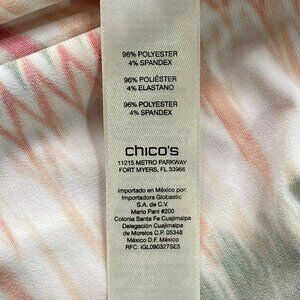 96% POLYESTER
4% SPANDEX
96% POLIÉSTER
4% ELASTANO
96% POLYESTER
4% SPANDEX
chico's
11215 METRO PARKWAY
FORT MYERS, FL 33966
Importado en México por:
Importadora Globastic
S.A. de C.V.
Mario Pani #200
Colonia Santa Fe Cuajimalpa
Delegación Cuajimalpa
de Morelos C.P. 05348
México D.F. México
RFC: IGL090327SE5